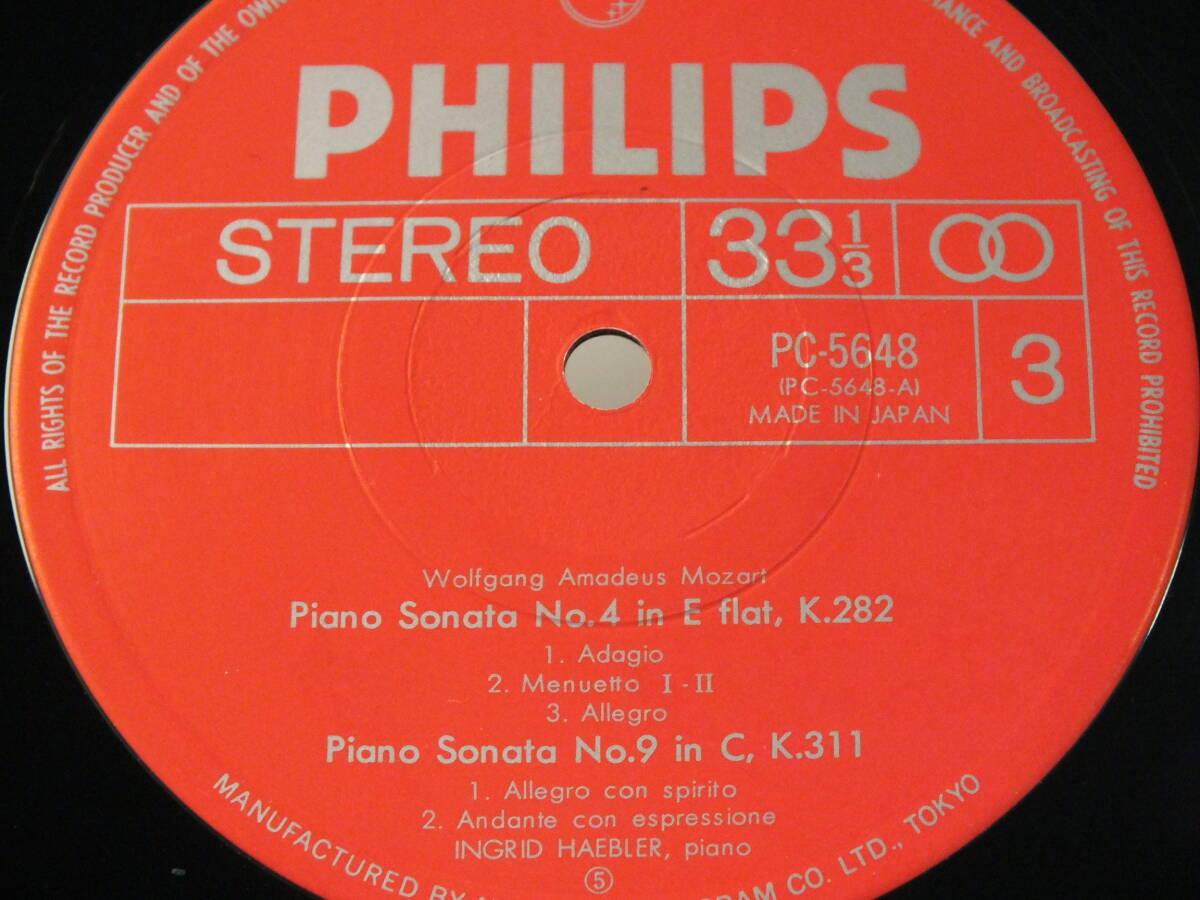 ALL RIGHTS OF THE RECORD PRODUCER AND OF THE
AND BROADCASTING OF THIS RECORD PROHIBITED
PHILIPS
STEREO
33 1/3
PC-5648
(PC-5648-A)
MADE IN JAPAN
3
Wolfgang Amadeus Mozart
Piano Sonata No.4 in E flat, K.282
1. Adagio
2. Menuetto I - II
3. Allegro
Piano Sonata No.9 in C, K.311
1. Allegro con spirito
2. Andante con espressione
INGRID HAEBLER, piano
⑤
MANUFACTURED BY CO. LTD., TOKYO